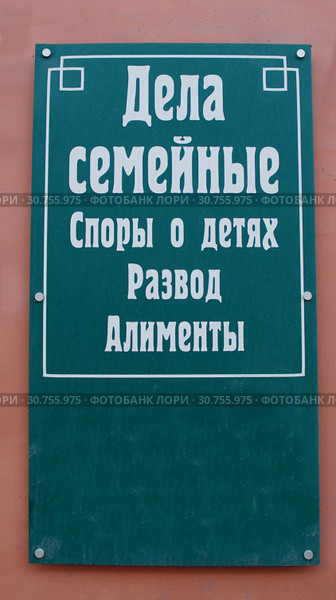 Дела
семейные
ЛОРИ · 30.755.975 · ФОТОБАНК ЛОРИ · 30.755.975 · ФОТОБАНК ЛОРИ
Споры о детях
Развод
Алименты
ЛОРИ · 30.755.975 · ФОТОБАНК ЛОРИ · 30.755.975 · ФОТОБАНК ЛОРИ